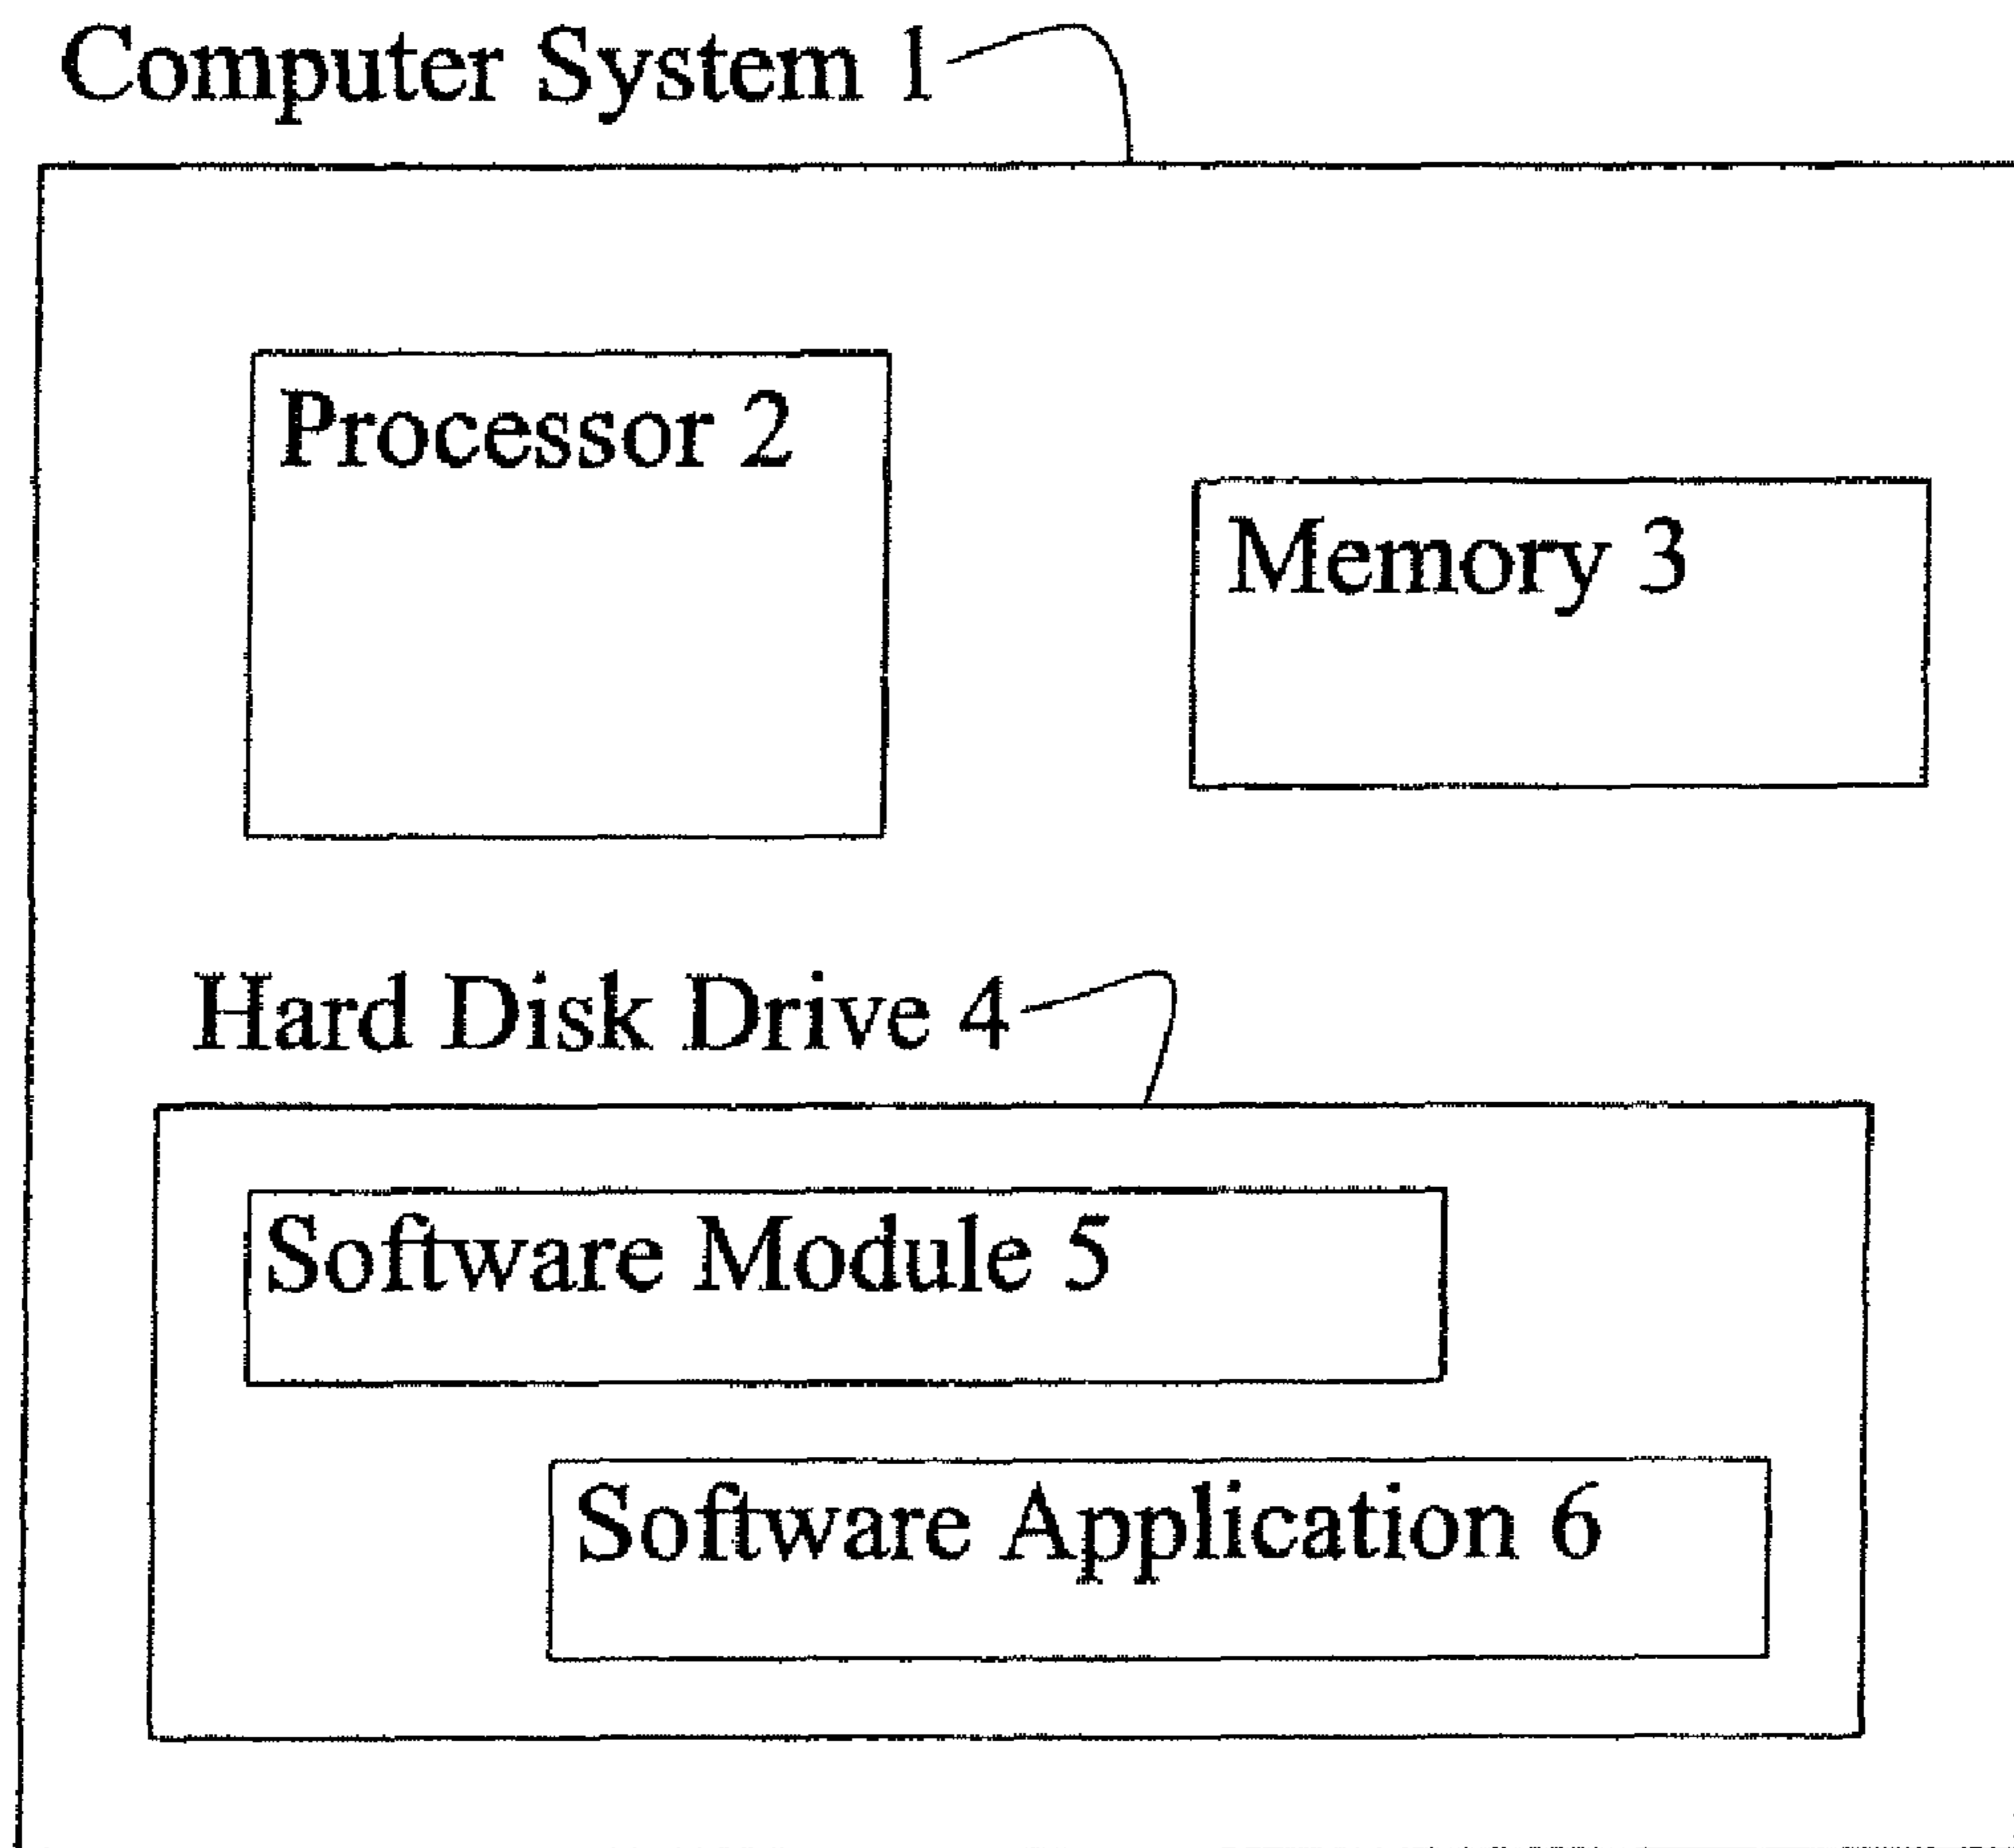 Computer System 1
Processor 2
Memory 3
Hard Disk Drive 4
Software Module 5
Software Application 6